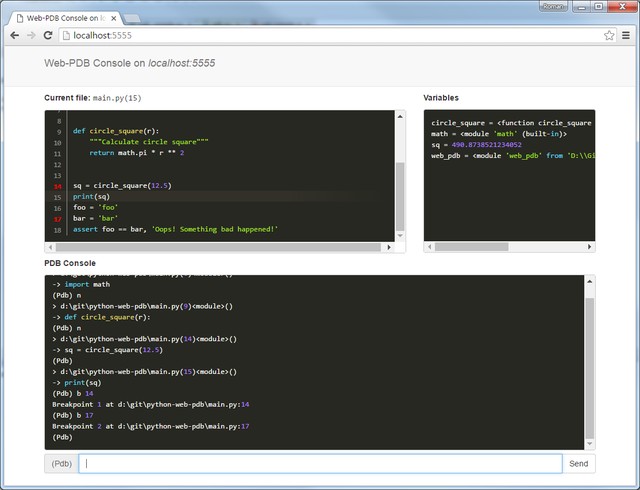 Roman
Web-PDB Console on
localhost:5555
Web-PDB Console on localhost:5555
Current file: main.py(15)
8
9 def circle_square(r):
10 """Calculate circle square"""
11 return math.pi * r ** 2
12
13
14 sq = circle_square(12.5)
15 print(sq)
16 foo = 'foo'
17 bar = 'bar'
18 assert foo == bar, 'Oops! Something bad happened!'
Variables
circle_square = <function circle_square
math = <module 'math' (built-in)>
sq = 490.8738521234052
web_pdb = <module 'web_pdb' from 'D:\\Gi
PDB Console
-> import math
(Pdb) n
> d:\git\python-web-pdb\main.py(9)<module>()
-> def circle_square(r):
(Pdb) n
> d:\git\python-web-pdb\main.py(14)<module>()
-> sq = circle_square(12.5)
(Pdb)
> d:\git\python-web-pdb\main.py(15)<module>()
-> print(sq)
(Pdb) b 14
Breakpoint 1 at d:\git\python-web-pdb\main.py:14
(Pdb) b 17
Breakpoint 2 at d:\git\python-web-pdb\main.py:17
(Pdb)
(Pdb)
Send